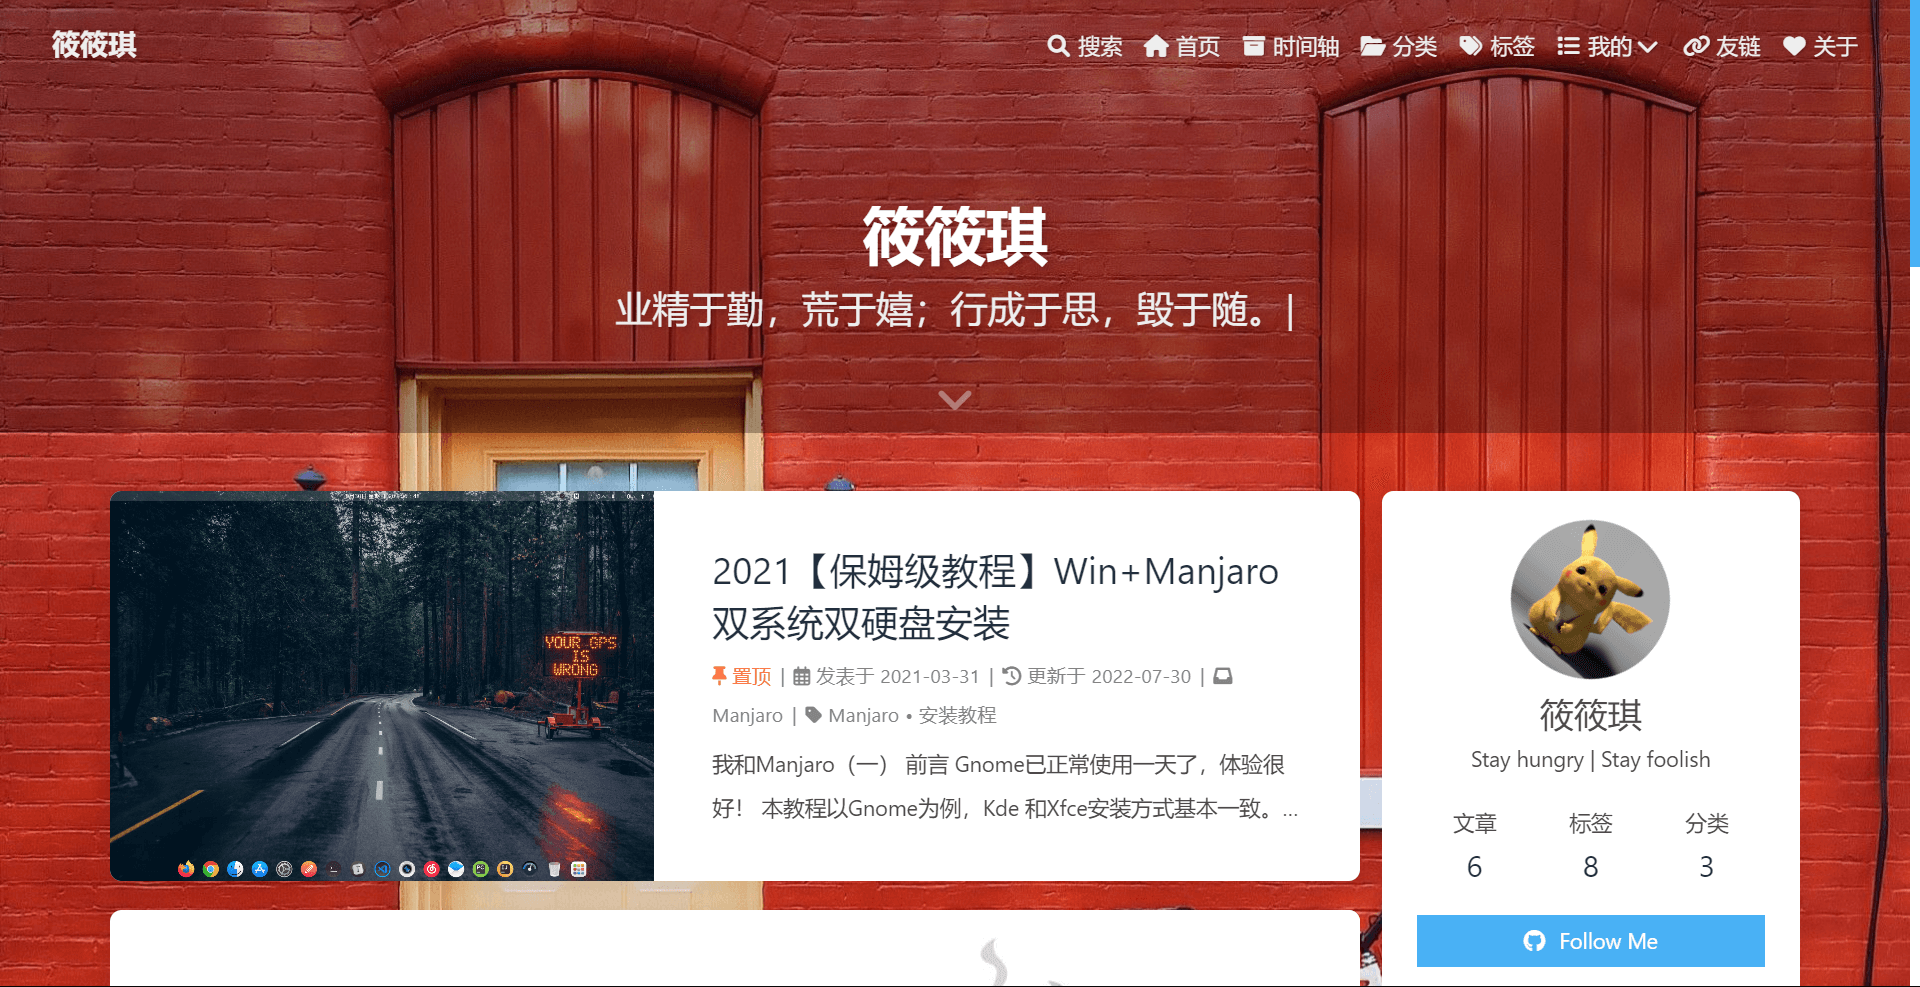 筱筱琪
搜索 首页 时间轴 分类 标签 我的 友链 关于
筱筱琪
业精于勤，荒于嬉；行成于思，毁于随。|
2021【保姆级教程】Win+Manjaro
双系统双硬盘安装
置顶 | 发表于 2021-03-31 | 更新于 2022-07-30 |
Manjaro | Manjaro • 安装教程
我和Manjaro（一） 前言 Gnome已正常使用一天了，体验很
好！ 本教程以Gnome为例，Kde 和Xfce安装方式基本一致。...
YOUR GPS
IS
WRONG
筱筱琪
Stay hungry | Stay foolish
文章 标签 分类
6 8 3
Follow Me